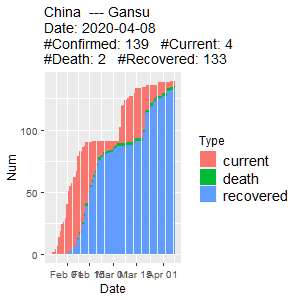 China --- Gansu
Date: 2020-04-08
#Confirmed: 139 #Current: 4
#Death: 2 #Recovered: 133
Num
100
50
0
Feb 01 Feb 15 Mar 01 Mar 15 Apr 01
Date
Type
current
death
recovered